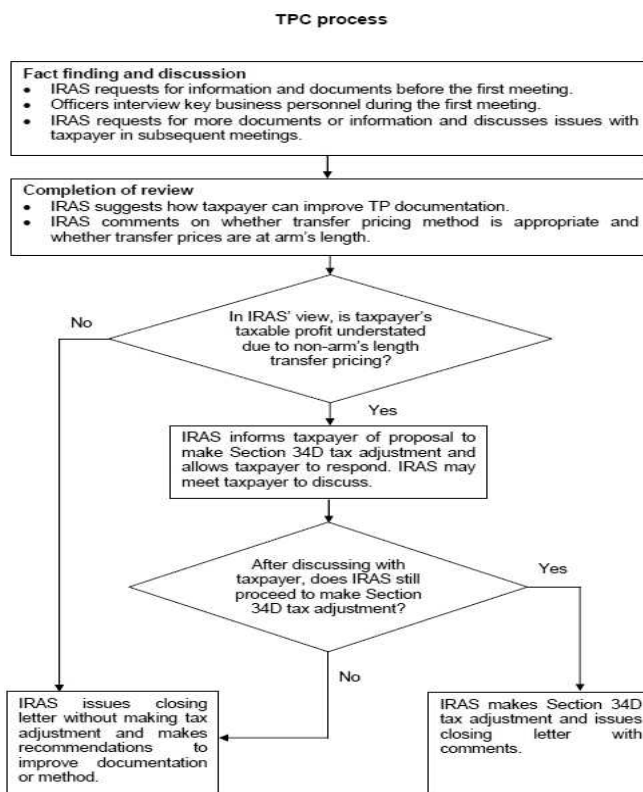 TPC process
Fact finding and discussion
• IRAS requests for information and documents before the first meeting.
• Officers interview key business personnel during the first meeting.
• IRAS requests for more documents or information and discusses issues with
taxpayer in subsequent meetings.
Completion of review
• IRAS suggests how taxpayer can improve TP documentation.
• IRAS comments on whether transfer pricing method is appropriate and
whether transfer prices are at arm's length.
In IRAS' view, is taxpayer's
taxable profit understated
due to non-arm's length
transfer pricing?
No
Yes
IRAS informs taxpayer of proposal to
make Section 34D tax adjustment and
allows taxpayer to respond. IRAS may
meet taxpayer to discuss.
After discussing with
taxpayer, does IRAS still
proceed to make Section
34D tax adjustment?
Yes
No
IRAS issues closing
letter without making tax
adjustment and makes
recommendations to
improve documentation
or method.
IRAS makes Section 34D
tax adjustment and issues
closing letter with
comments.